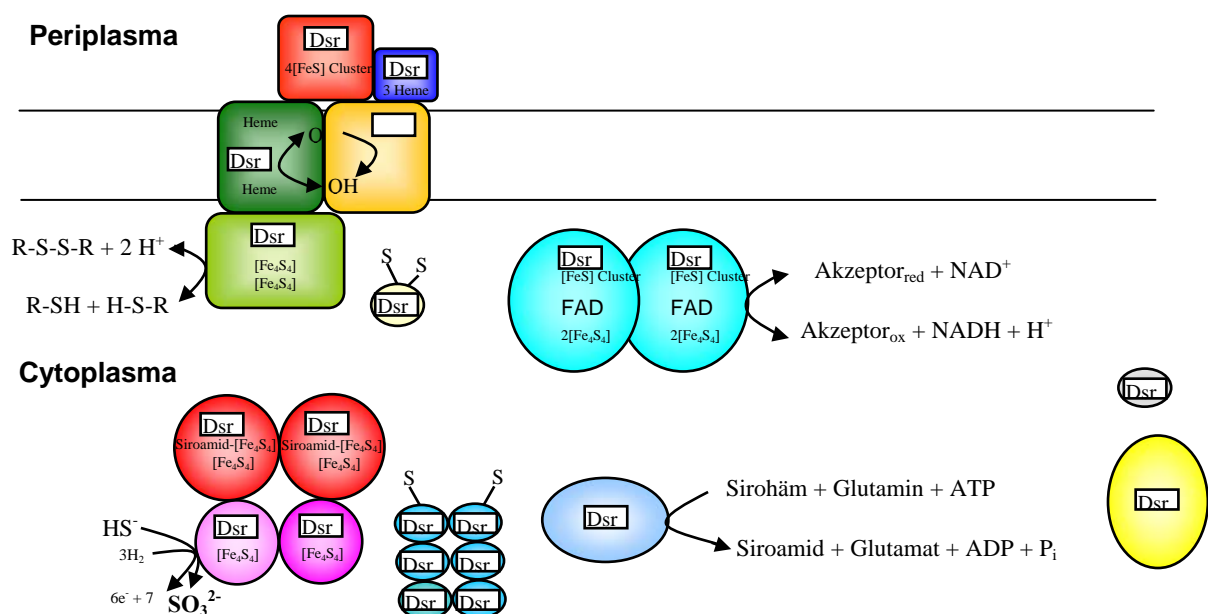 Periplasma
Dsr
4[FeS] Cluster
Dsr
3 Heme
Heme
O
Dsr
Heme
OH
Dsr
[Fe₄S₄]
[Fe₄S₄]
R-S-S-R + 2 H⁺
R-SH + H-S-R
S
S
Dsr
Dsr
[FeS] Cluster
FAD
2[Fe₄S₄]
Dsr
[FeS] Cluster
FAD
2[Fe₄S₄]
Akzeptor_red + NAD⁺
Akzeptor_ox + NADH + H⁺
Cytoplasma
Dsr
Siroamid-[Fe₄S₄]
[Fe₄S₄]
Dsr
Siroamid-[Fe₄S₄]
[Fe₄S₄]
Dsr
[Fe₄S₄]
Dsr
[Fe₄S₄]
HS⁻
3H₂
6e⁻ + 7
SO₃²⁻
S
S
Dsr
Dsr
Dsr
Dsr
Dsr
Dsr
Dsr
Sirohäm + Glutamin + ATP
Siroamid + Glutamat + ADP + Pᵢ
Dsr
Dsr